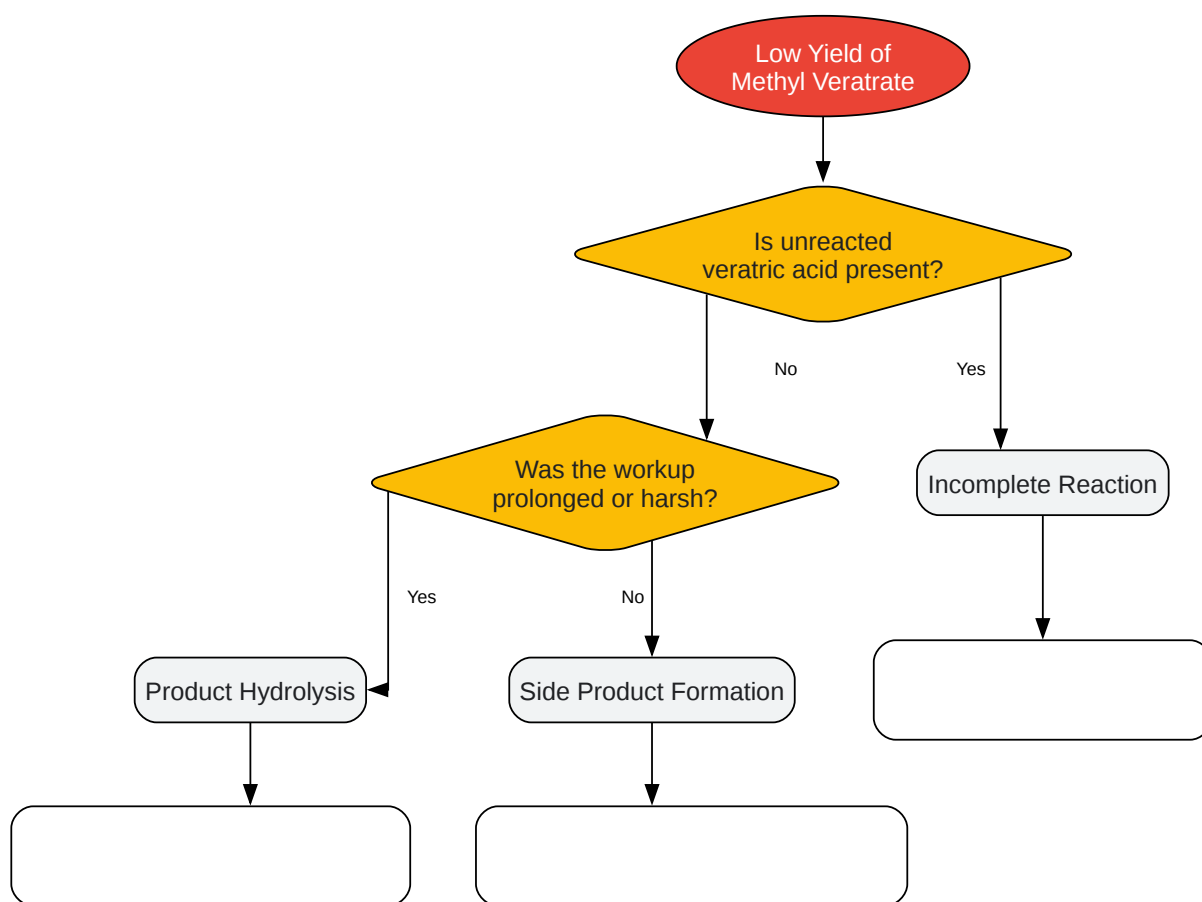 Low Yield of
Methyl Veratrate
Is unreacted
veratric acid present?
No
Yes
Was the workup
prolonged or harsh?
Incomplete Reaction
Yes
No
Product Hydrolysis
Side Product Formation